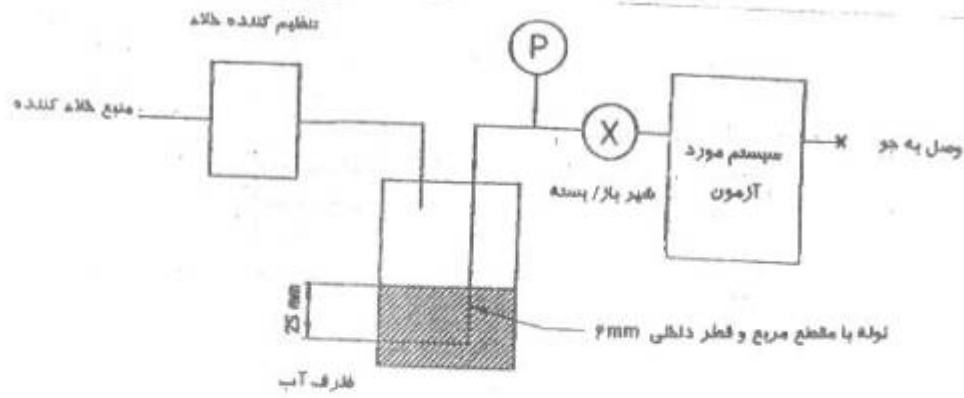 تنظیم کننده خلاء
P
منبع خلاء کننده
X
سیستم مورد
آزمون
وصل به جو
شیر باز/ بسته
25 mm
لوله با مقطع مربع و قطر داخلی ۶mm
ظرف آب